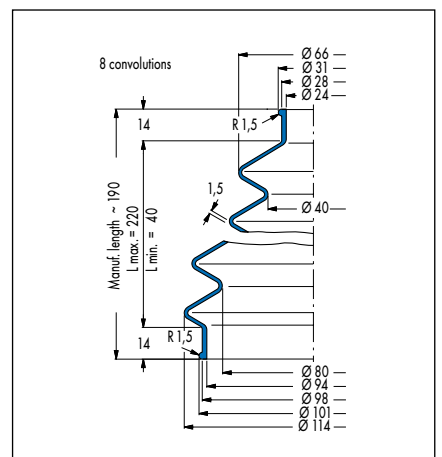 8 convolutions
Ø 66
Ø 31
Ø 28
Ø 24
14
R 1,5
1,5
Ø 40
Manuf. length ~ 190
L max. = 220
L min. = 40
R 1,5
14
Ø 80
Ø 94
Ø 98
Ø 101
Ø 114